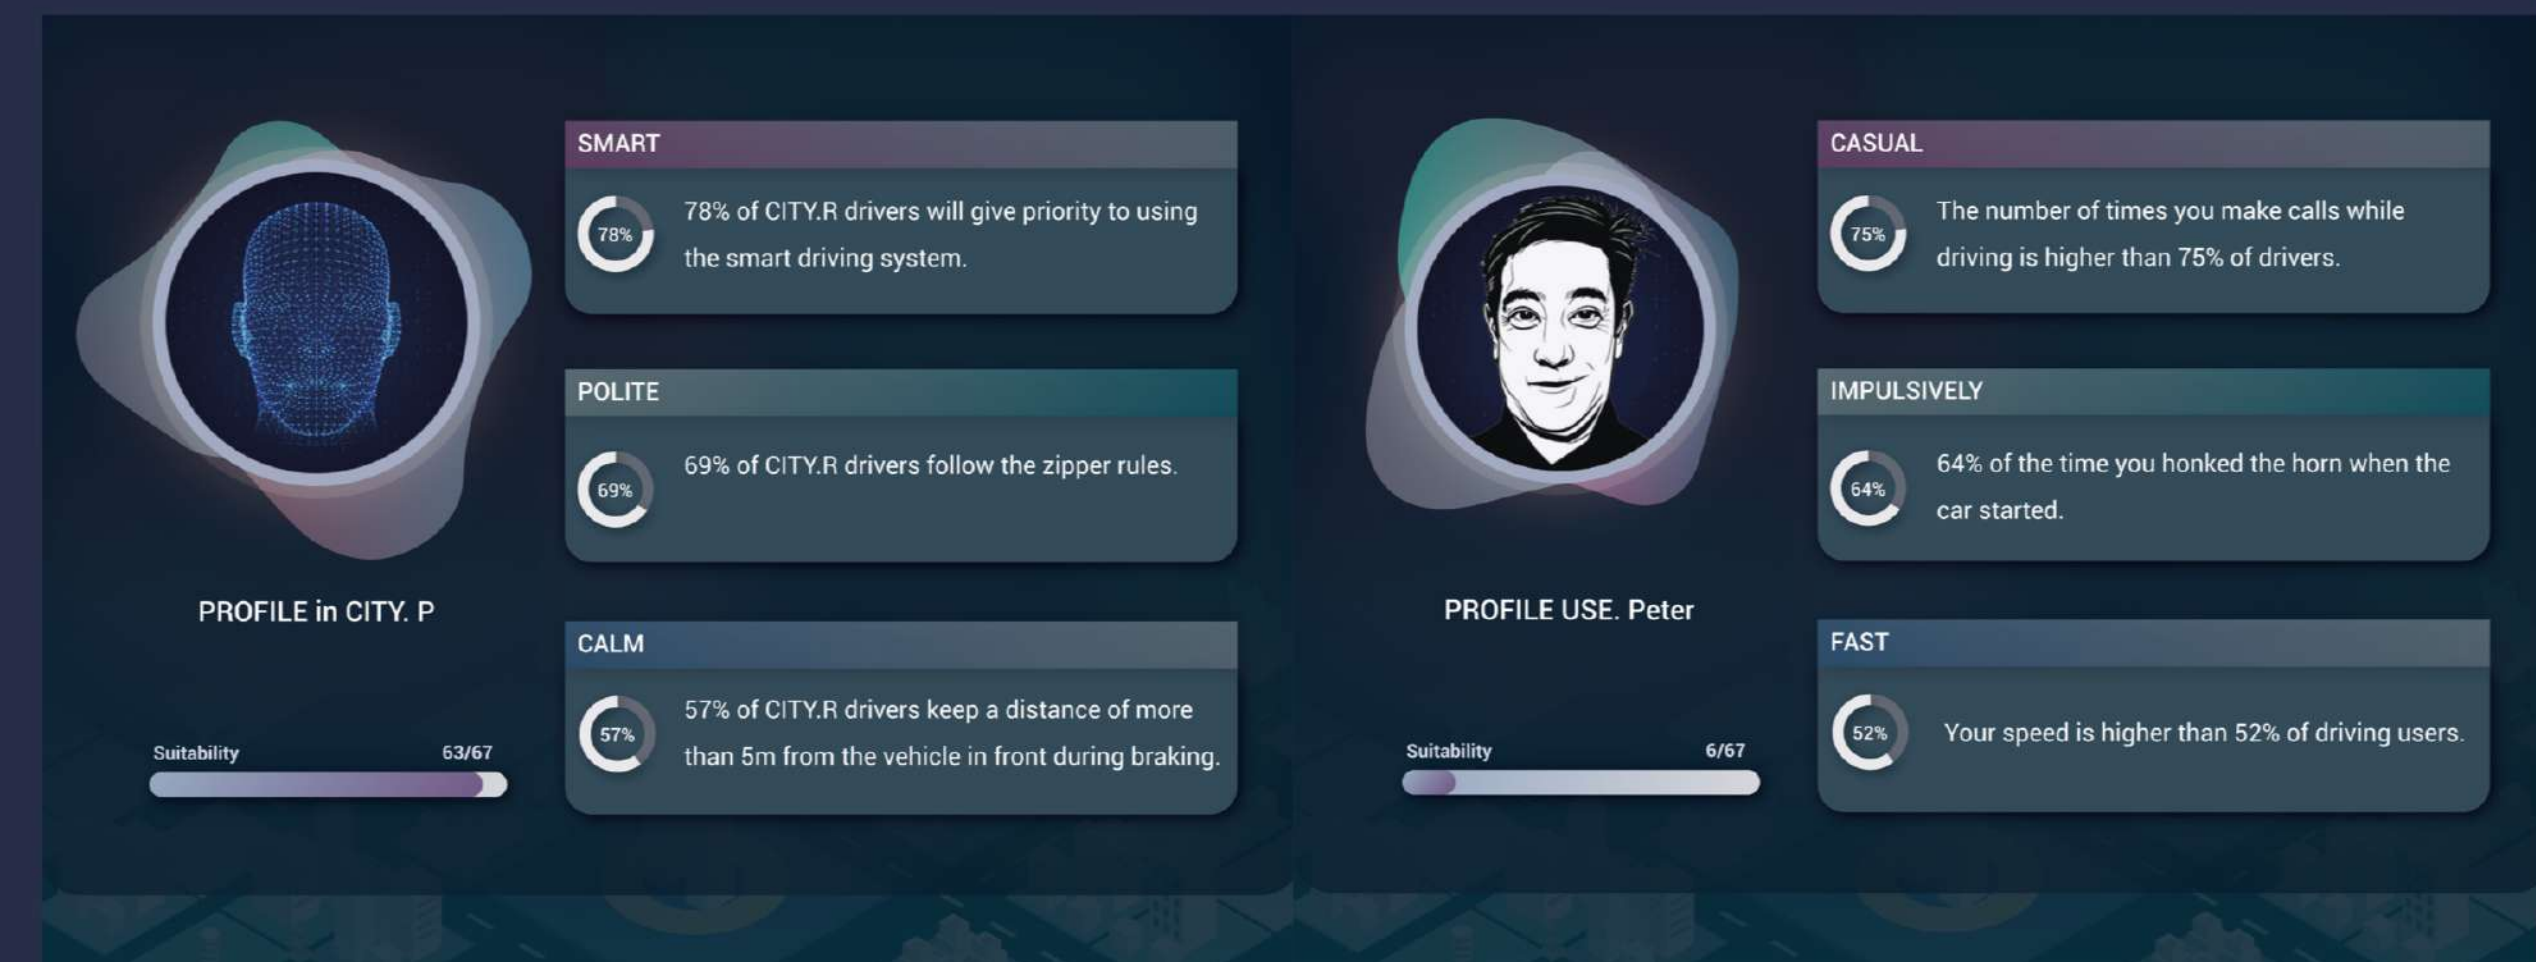 SMART
78%
78% of CITY.R drivers will give priority to using
the smart driving system.
POLITE
69%
69% of CITY.R drivers follow the zipper rules.
PROFILE in CITY. P
CALM
57%
57% of CITY.R drivers keep a distance of more
than 5m from the vehicle in front during braking.
Suitability 63/67
CASUAL
75%
The number of times you make calls while
driving is higher than 75% of drivers.
IMPULSIVELY
64%
64% of the time you honked the horn when the
car started.
PROFILE USE. Peter
FAST
52%
Your speed is higher than 52% of driving users.
Suitability 6/67